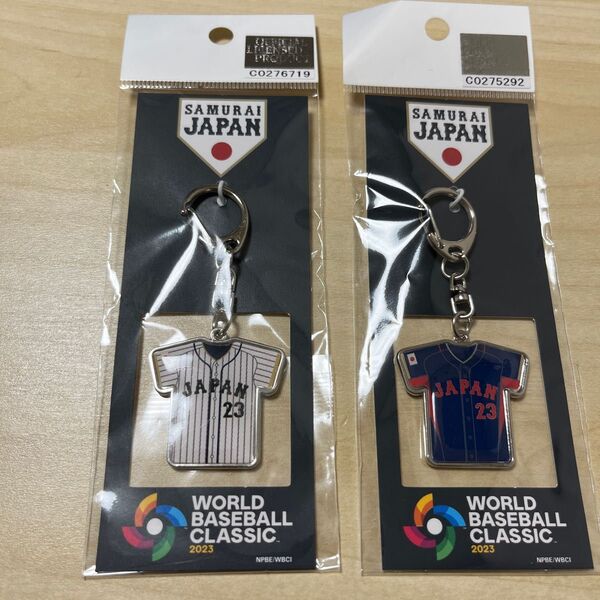 OFFICIAL
LICENSED
PRODUCT
C0276719
SAMURAI
JAPAN
JAPAN
23
WORLD
BASEBALL
CLASSIC
2023
NPBE/WBCI
C0275292
SAMURAI
JAPAN
JAPAN
23
WORLD
BASEBALL
CLASSIC
2023
NPBE/WBCI